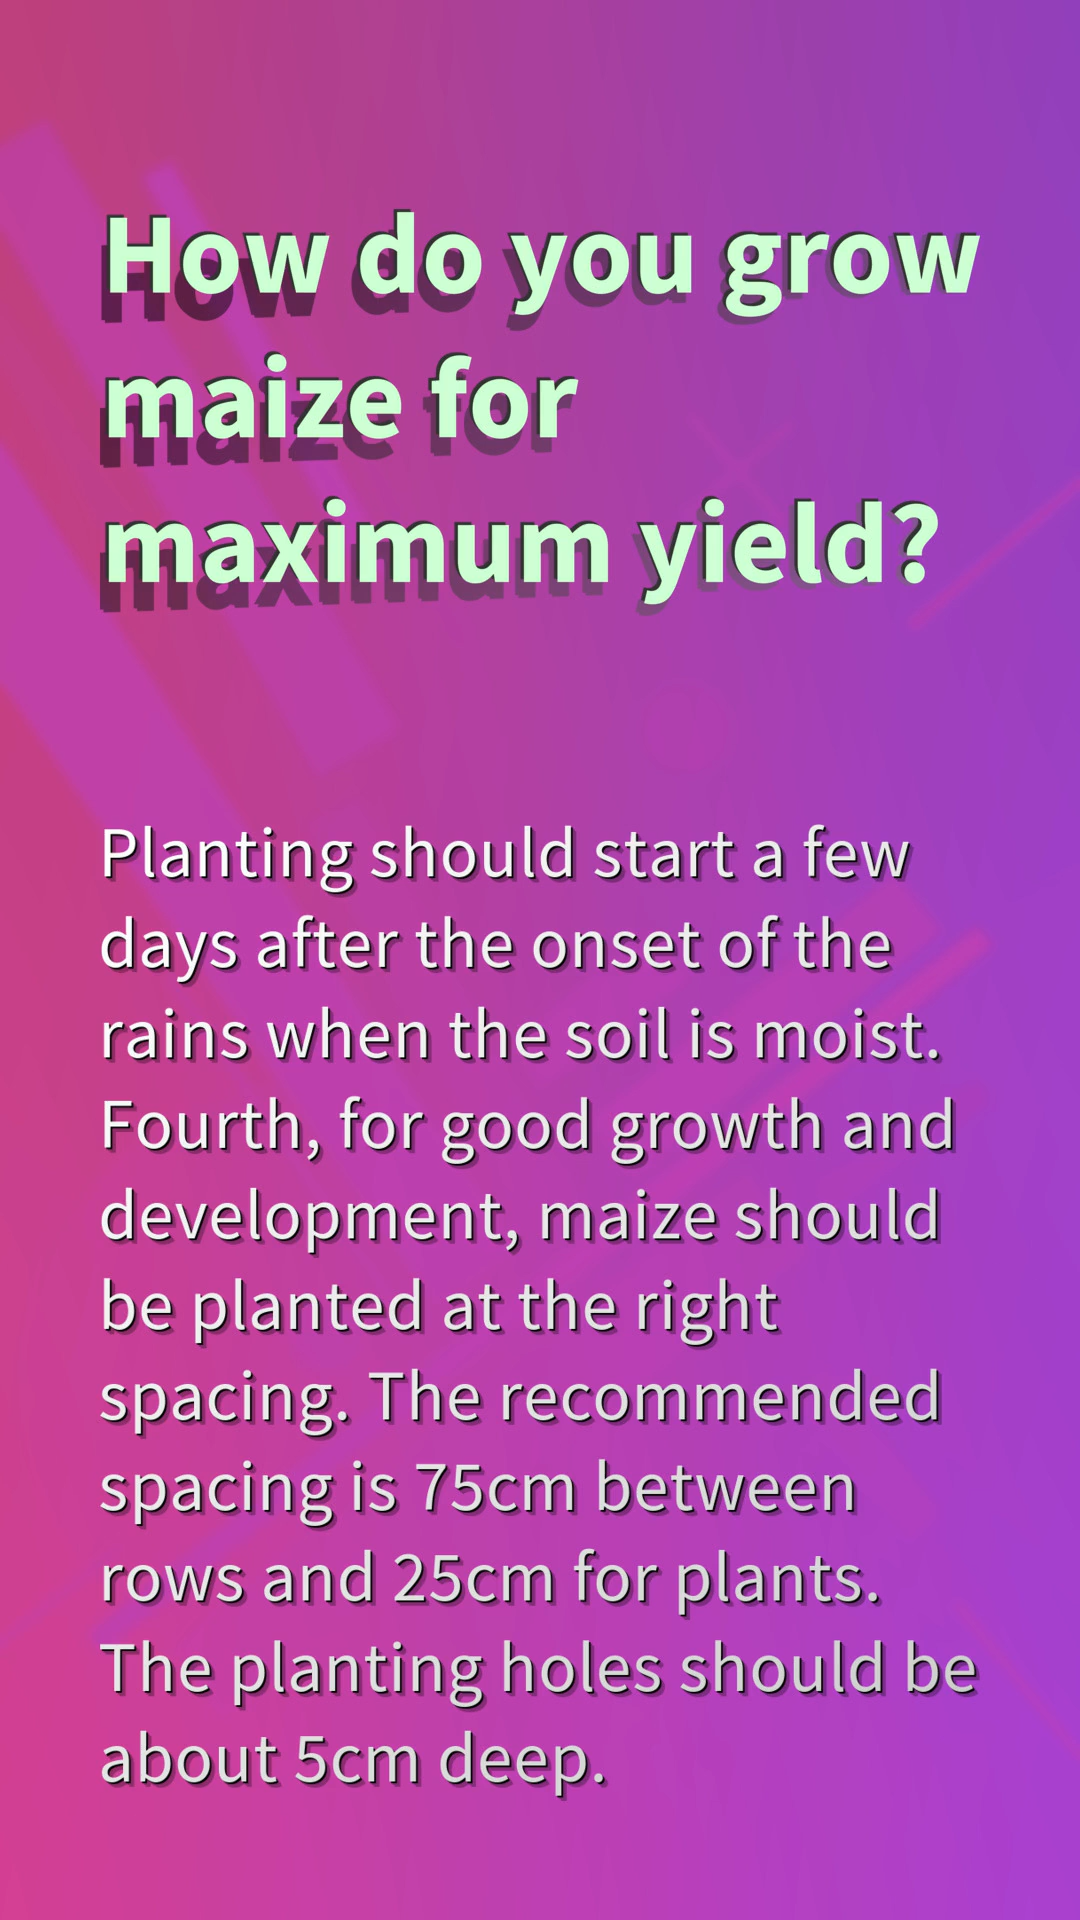 How do you grow
maize for
maximum yield?
Planting should start a few
days after the onset of the
rains when the soil is moist.
Fourth, for good growth and
development, maize should
be planted at the right
spacing. The recommended
spacing is 75cm between
rows and 25cm for plants.
The planting holes should be
about 5cm deep.